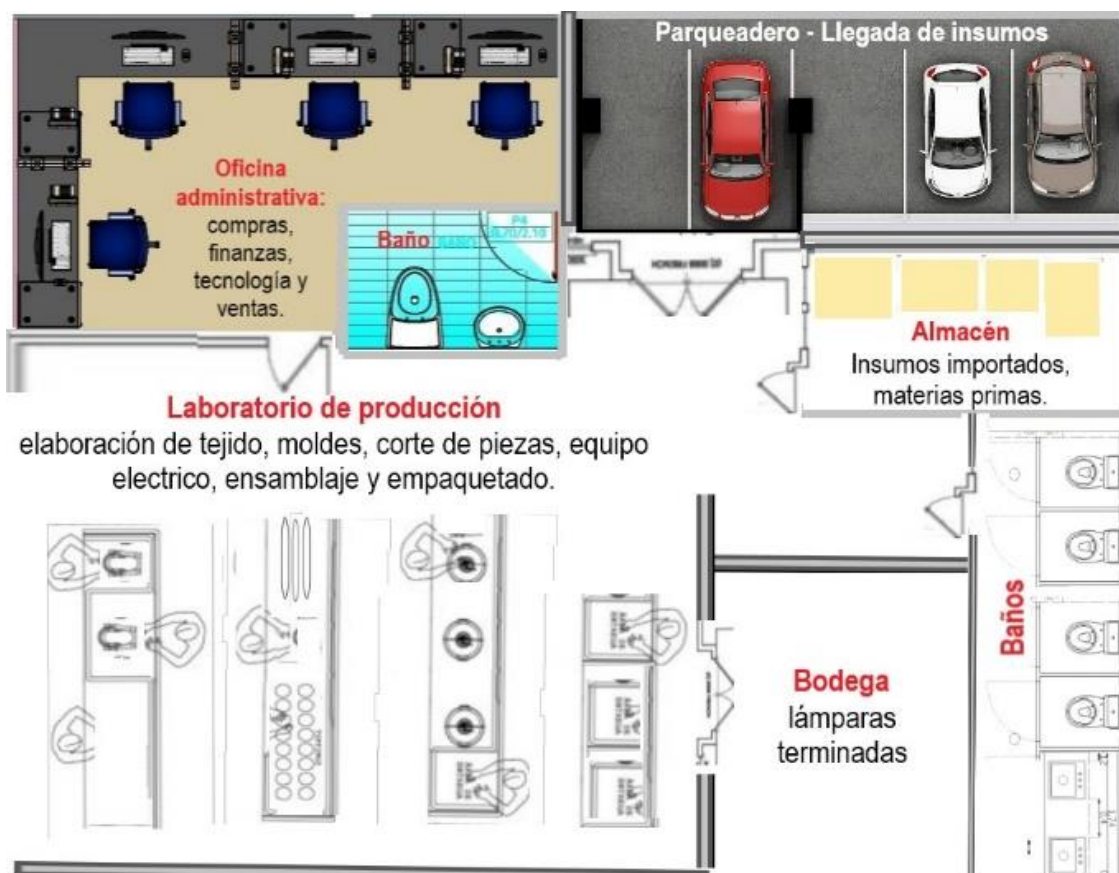 Parqueadero - Llegada de insumos
Oficina
administrativa:
compras,
finanzas,
tecnología y
ventas.
Baño
P4
Almacén
Insumos importados,
materias primas.
Laboratorio de producción
elaboración de tejido, moldes, corte de piezas, equipo
electrico, ensamblaje y empaquetado.
Baños
Bodega
lámparas
terminadas